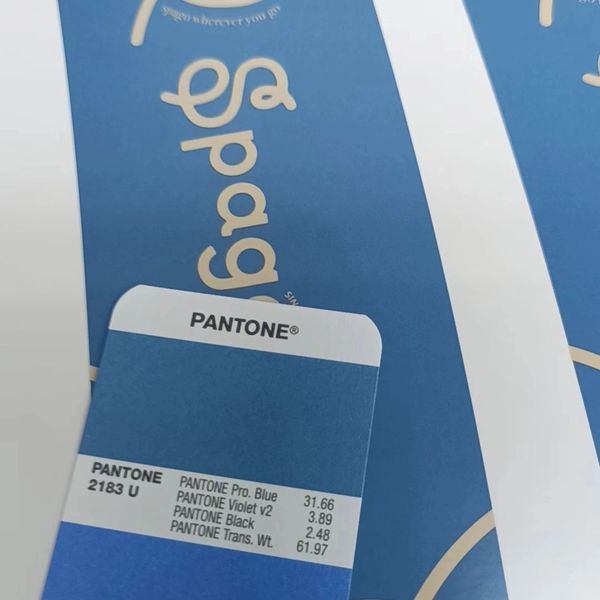 spago wherever you go
Spago
SIN
PANTONE®
PANTONE
2183 U
PANTONE Pro. Blue 31.66
PANTONE Violet v2 3.89
PANTONE Black 2.48
PANTONE Trans. Wt. 61.97